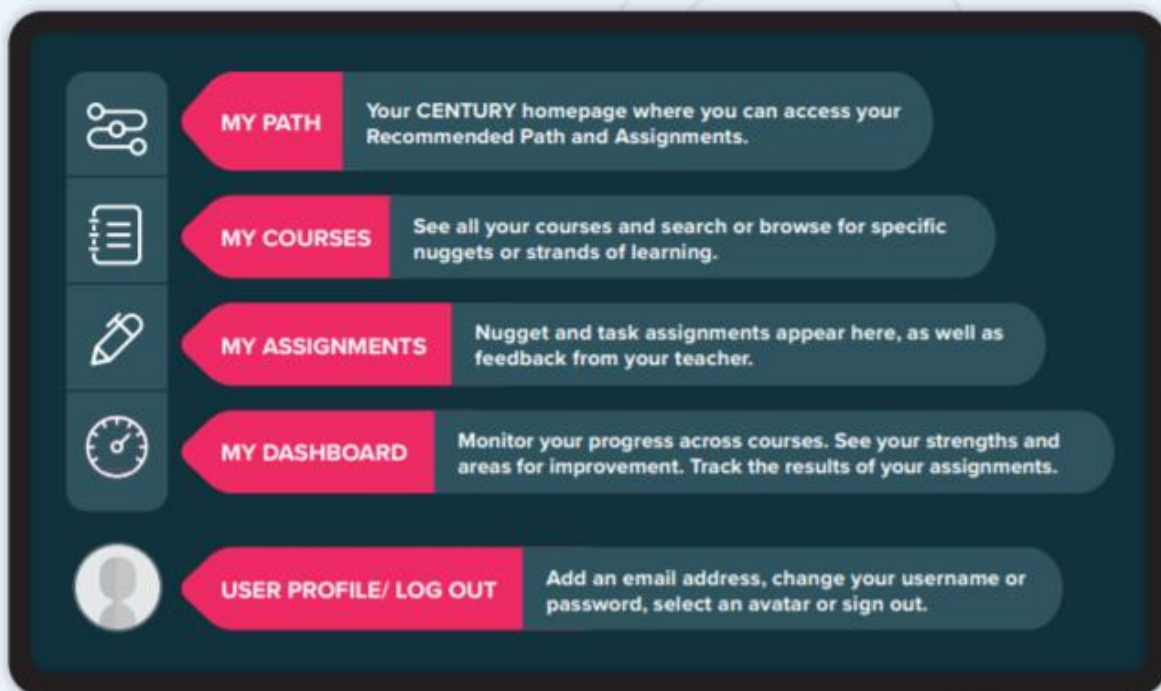 MY PATH
Your CENTURY homepage where you can access your
Recommended Path and Assignments.
MY COURSES
See all your courses and search or browse for specific
nuggets or strands of learning.
MY ASSIGNMENTS
Nugget and task assignments appear here, as well as
feedback from your teacher.
MY DASHBOARD
Monitor your progress across courses. See your strengths and
areas for improvement. Track the results of your assignments.
USER PROFILE/ LOG OUT
Add an email address, change your username or
password, select an avatar or sign out.